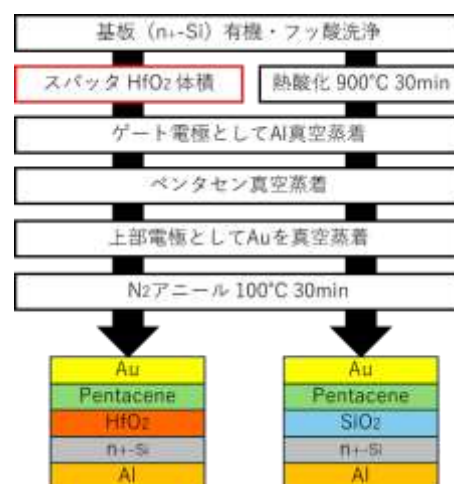 基板（n+-Si）有機・フッ酸洗浄
スパッタ HfO2 体積
熱酸化 900℃ 30min
ゲート電極としてAl真空蒸着
ペンタセン真空蒸着
上部電極としてAuを真空蒸着
N2アニール 100℃ 30min
Au
Pentacene
HfO2
n+-Si
Al
Au
Pentacene
SiO2
n+-Si
Al